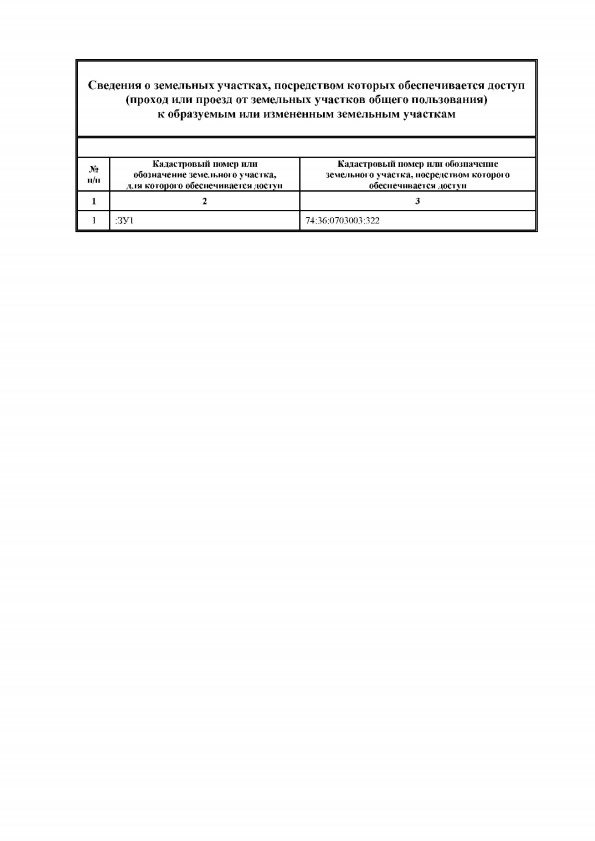 Сведения о земельных участках, посредством которых обеспечивается доступ
(проход или проезд от земельных участков общего пользования)
к образуемым или измененным земельным участкам
№
п/п
Кадастровый номер или
обозначение земельного участка,
для которого обеспечивается доступ
Кадастровый номер или обозначение
земельного участка, посредством которого
обеспечивается доступ
1 2 3
1 :ЗУ1 74:36:0703003:322